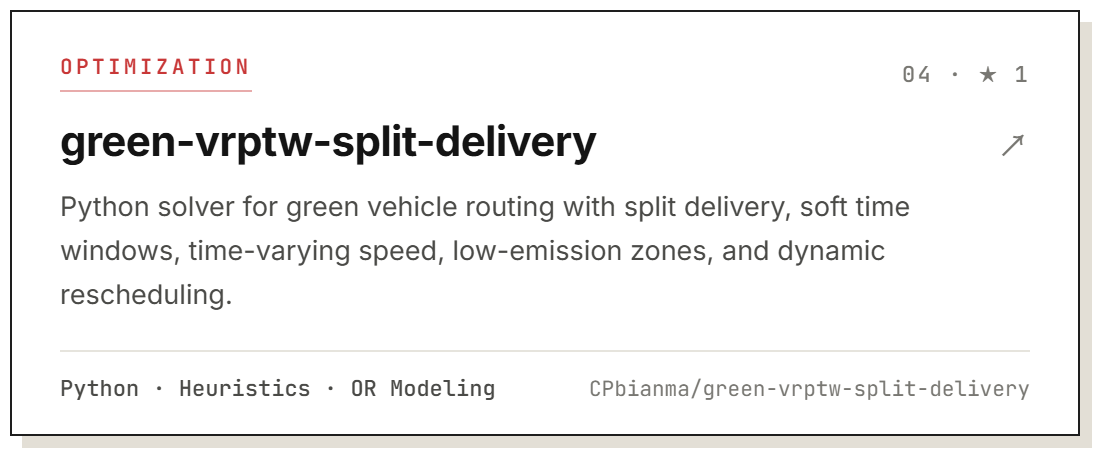 OPTIMIZATION
04 · ★ 1
green-vrptw-split-delivery
↗
Python solver for green vehicle routing with split delivery, soft time
windows, time-varying speed, low-emission zones, and dynamic
rescheduling.
Python · Heuristics · OR Modeling
CPbianma/green-vrptw-split-delivery